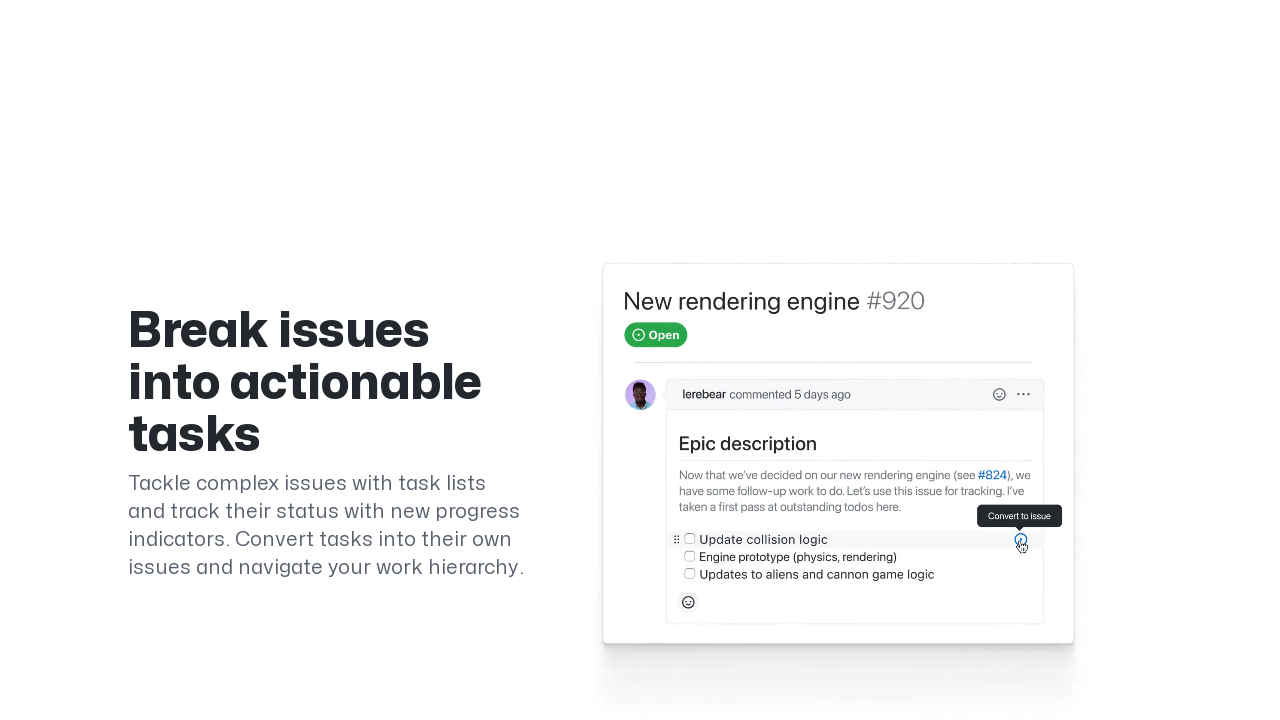 Break issues
into actionable
tasks
Tackle complex issues with task lists
and track their status with new progress
indicators. Convert tasks into their own
issues and navigate your work hierarchy.
New rendering engine #920
Open
lerebear commented 5 days ago
Epic description
Now that we've decided on our new rendering engine (see #824), we
have some follow-up work to do. Let's use this issue for tracking. I've
taken a first pass at outstanding todos here.
Convert to issue
Update collision logic
Engine prototype (physics, rendering)
Updates to aliens and cannon game logic